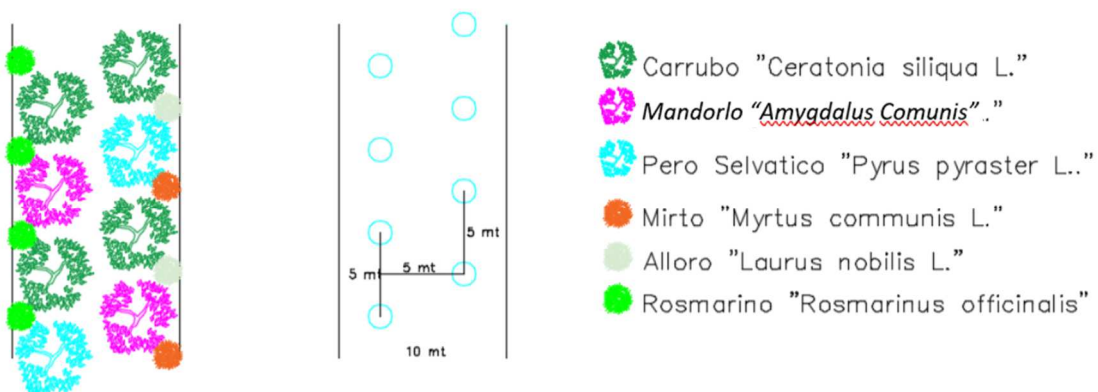 5 mt
5 mt
5 mt
10 mt
Carrubo "Ceratonia siliqua L."
Mandorlo “Amygdalus Comunis”.."
Pero Selvatico "Pyrus pyraster L.."
Mirto "Myrtus communis L."
Alloro "Laurus nobilis L."
Rosmarino "Rosmarinus officinalis"